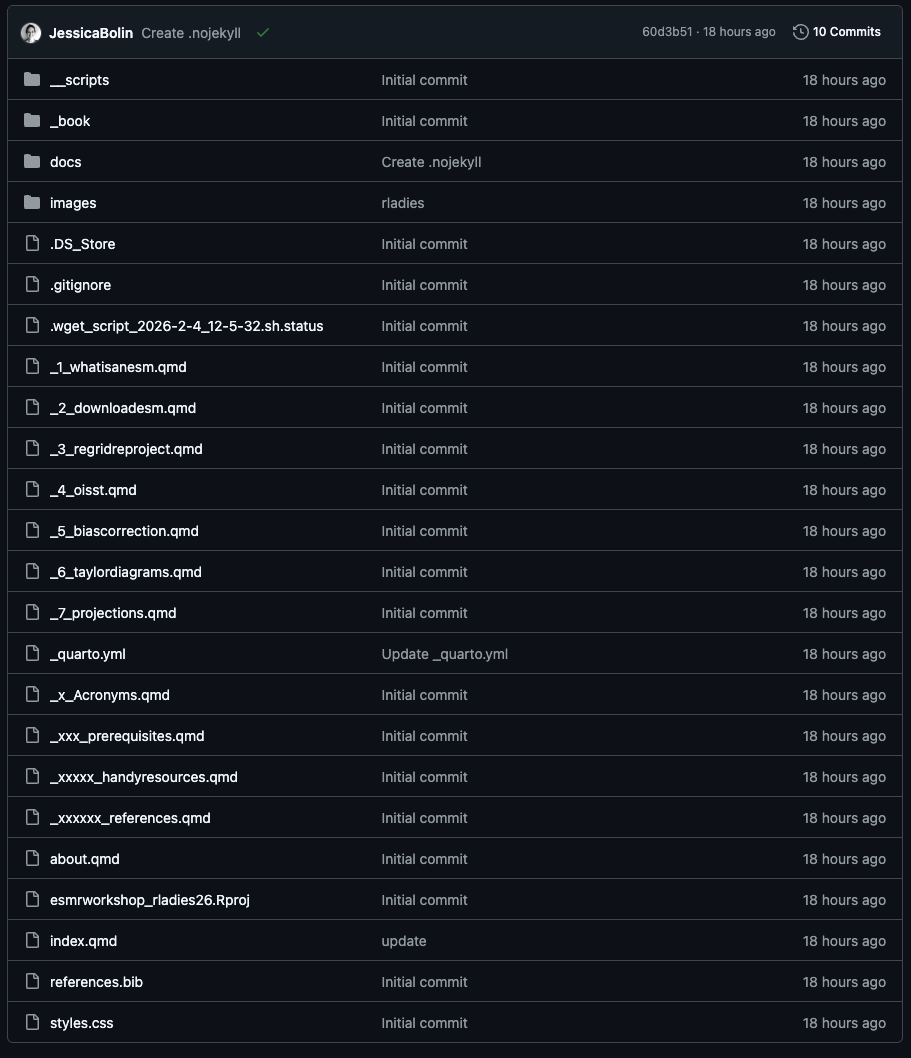 JessicaBolin Create .nojekyll 60d3b51 · 18 hours ago 10 Commits
__scripts Initial commit 18 hours ago
_book Initial commit 18 hours ago
docs Create .nojekyll 18 hours ago
images rladies 18 hours ago
.DS_Store Initial commit 18 hours ago
.gitignore Initial commit 18 hours ago
.wget_script_2026-2-4_12-5-32.sh.status Initial commit 18 hours ago
_1_whatisanesm.qmd Initial commit 18 hours ago
_2_downloadesm.qmd Initial commit 18 hours ago
_3_regridreproject.qmd Initial commit 18 hours ago
_4_oisst.qmd Initial commit 18 hours ago
_5_biascorrection.qmd Initial commit 18 hours ago
_6_taylordiagrams.qmd Initial commit 18 hours ago
_7_projections.qmd Initial commit 18 hours ago
_quarto.yml Update _quarto.yml 18 hours ago
_x_Acronyms.qmd Initial commit 18 hours ago
_xxx_prerequisites.qmd Initial commit 18 hours ago
_xxxxx_handyresources.qmd Initial commit 18 hours ago
_xxxxxx_references.qmd Initial commit 18 hours ago
about.qmd Initial commit 18 hours ago
esmrworkshop_rladies26.Rproj Initial commit 18 hours ago
index.qmd update 18 hours ago
references.bib Initial commit 18 hours ago
styles.css Initial commit 18 hours ago